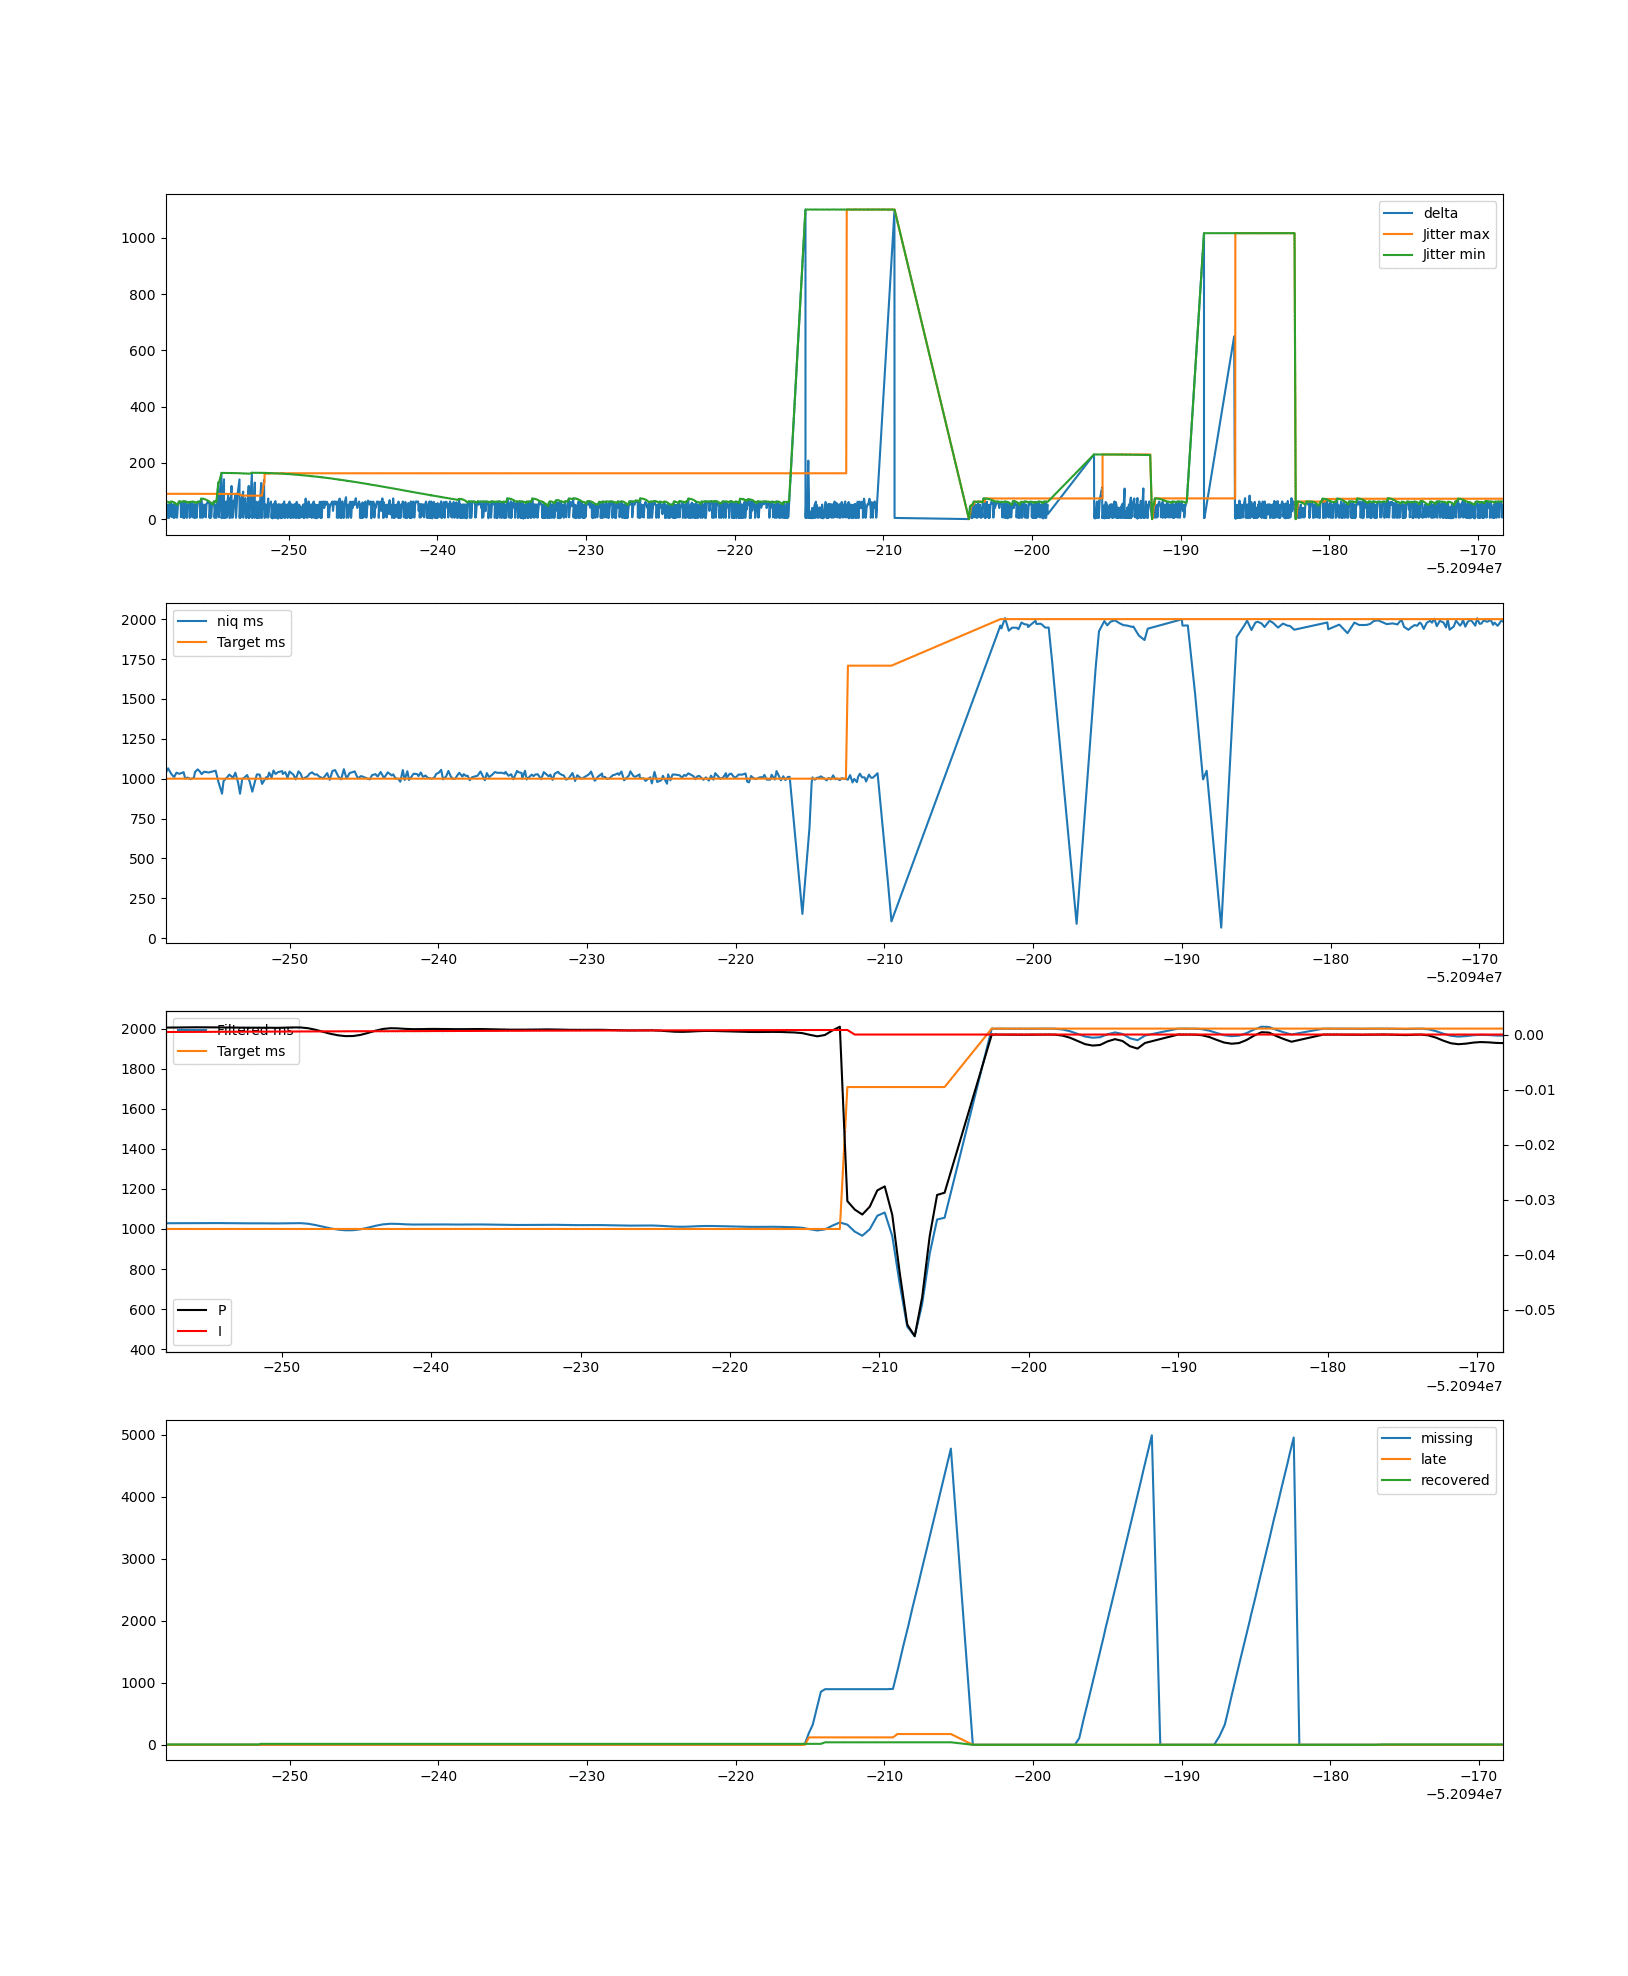 1000
800
600
400
200
0
delta
Jitter max
Jitter min
−250 −240 −230 −220 −210 −200 −190 −180 −170
−5.2094e7
2000
1750
1500
1250
1000
750
500
250
0
niq ms
Target ms
−250 −240 −230 −220 −210 −200 −190 −180 −170
−5.2094e7
2000
1800
1600
1400
1200
1000
800
600
400
Filtered ms
Target ms
P
I
0.00
−0.01
−0.02
−0.03
−0.04
−0.05
−250 −240 −230 −220 −210 −200 −190 −180 −170
−5.2094e7
5000
4000
3000
2000
1000
0
missing
late
recovered
−250 −240 −230 −220 −210 −200 −190 −180 −170
−5.2094e7